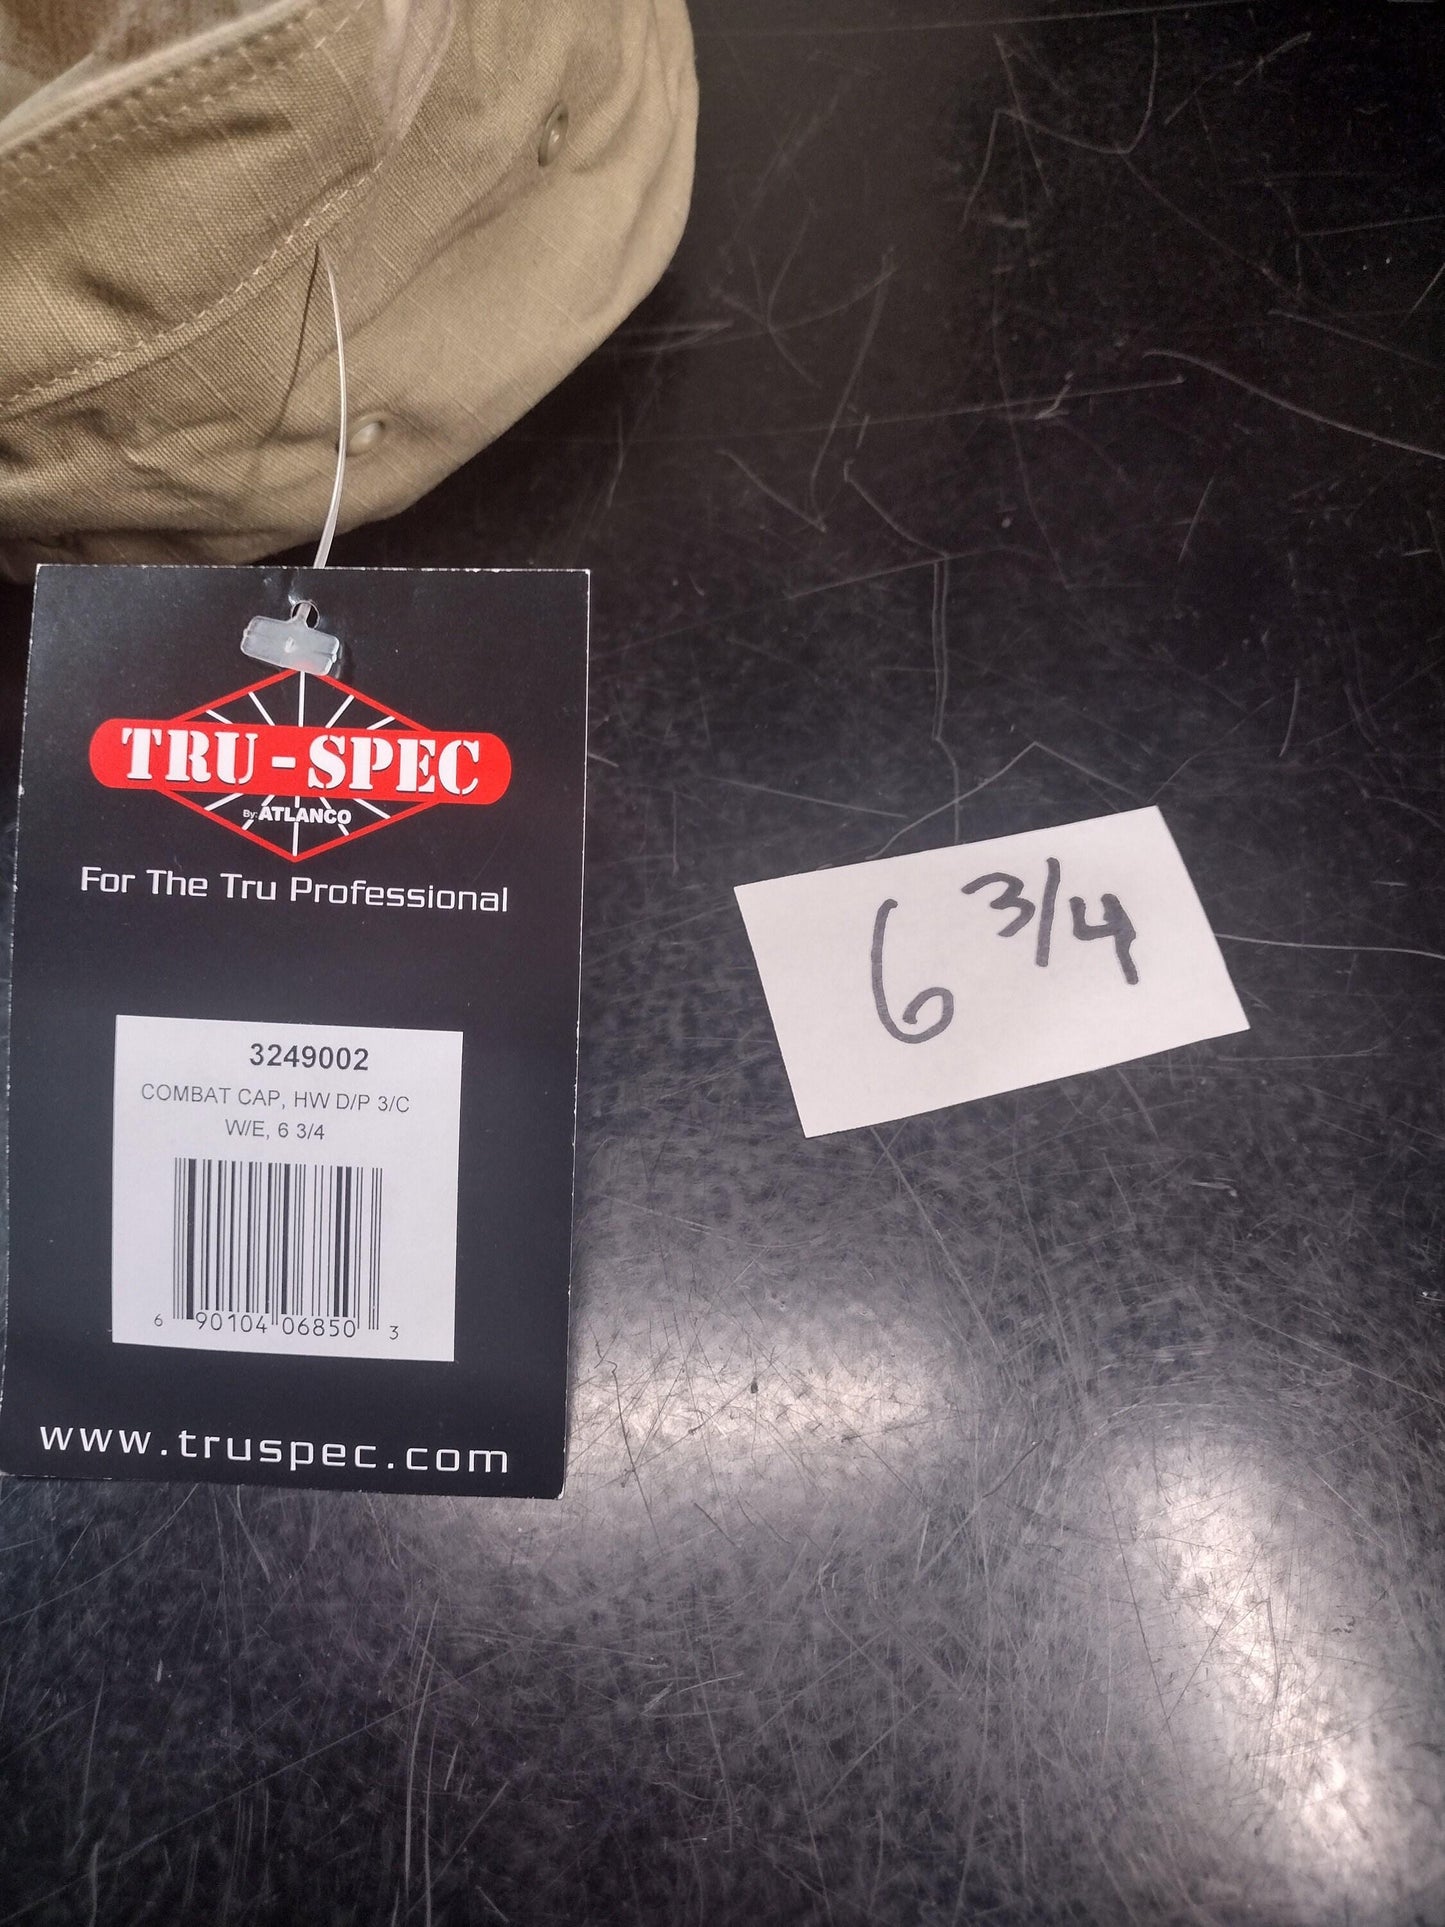 TRU-SPEC
By: ATLANCO
For The Tru Professional
3249002
COMBAT CAP, HW D/P 3/C
W/E, 6 3/4
6 90104 06850 3
www.truspec.com
6 3/4